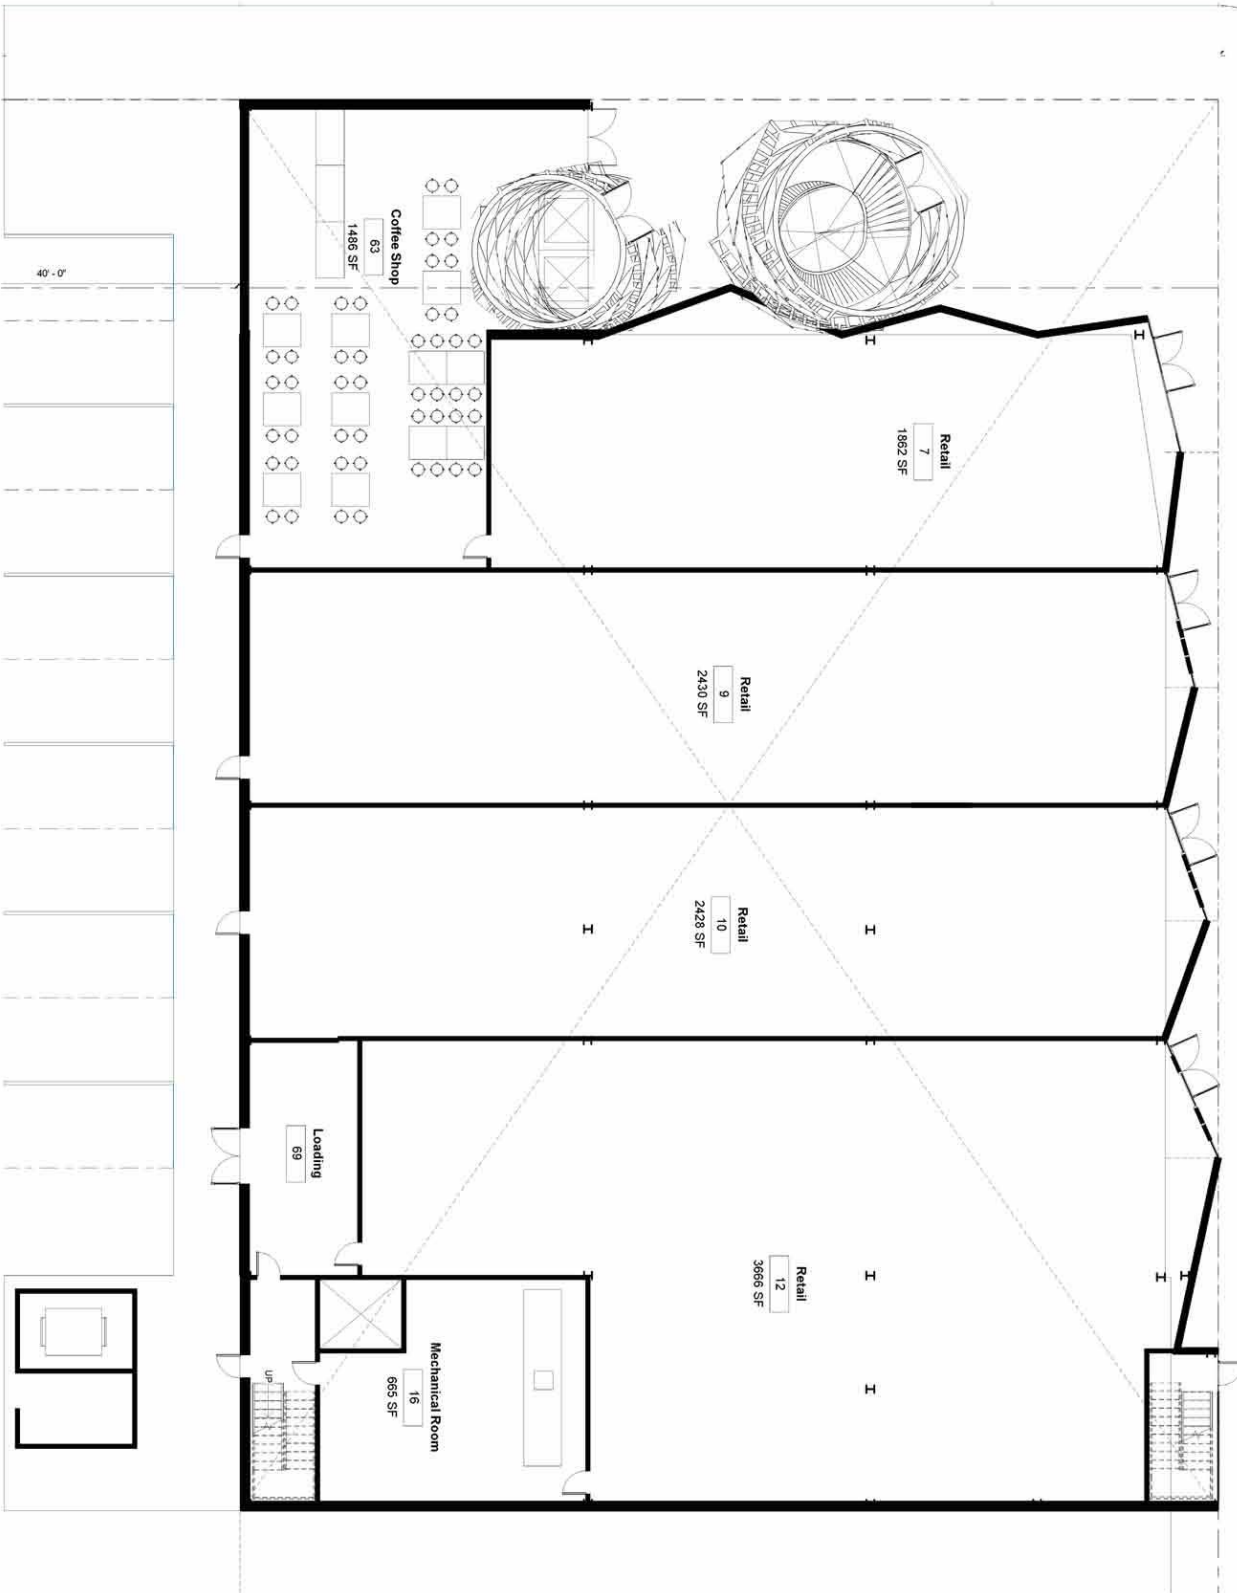 40' - 0"
Coffee Shop
63
1486 SF
Retail
7
1862 SF
Retail
9
2430 SF
Retail
10
2428 SF
Loading
69
Retail
12
3666 SF
Mechanical Room
16
665 SF
UP